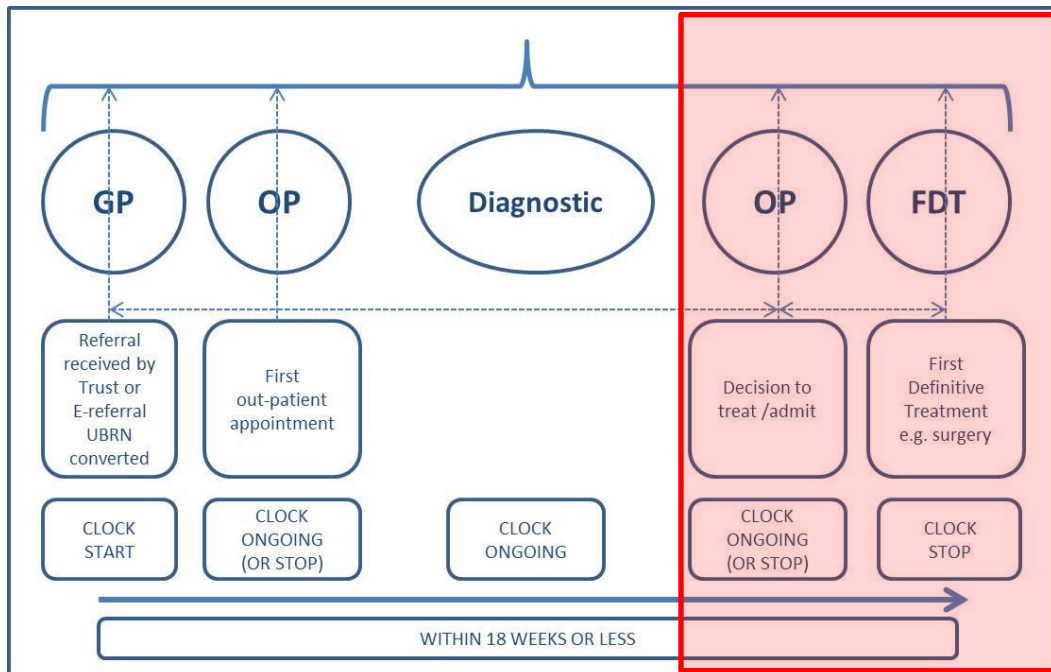 GP
OP
Diagnostic
OP
FDT
Referral
received by
Trust or
E-referral
UBRN
converted
First
out-patient
appointment
Decision to
treat /admit
First
Definitive
Treatment
e.g. surgery
CLOCK
START
CLOCK
ONGOING
(OR STOP)
CLOCK
ONGOING
CLOCK
ONGOING
(OR STOP)
CLOCK
STOP
WITHIN 18 WEEKS OR LESS